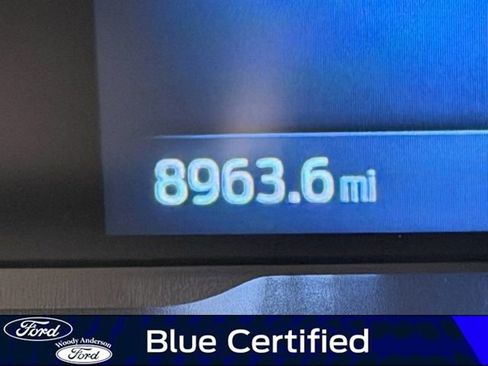 8963.6 mi
Ford
Woody Anderson
Ford
Blue Certified